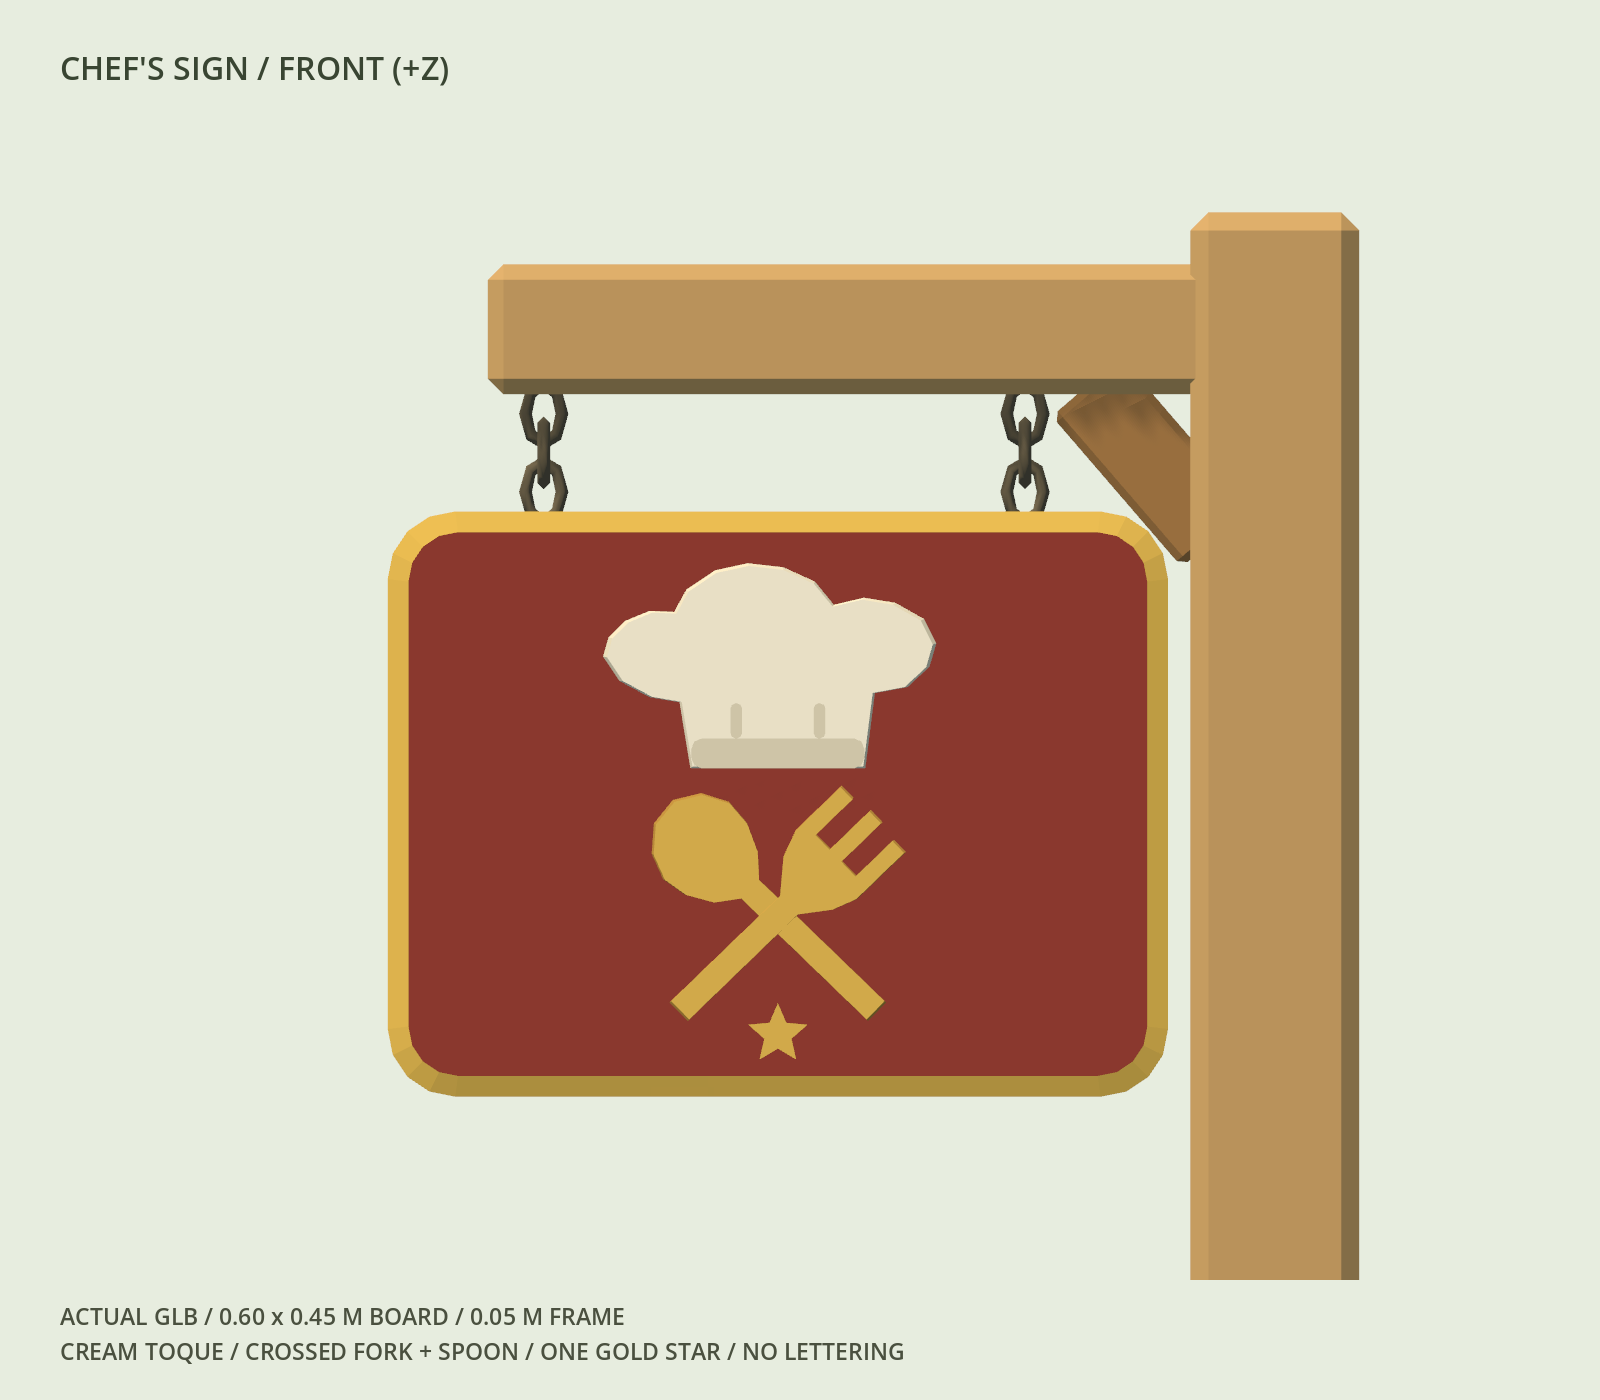 CHEF'S SIGN / FRONT (+Z)
ACTUAL GLB / 0.60 x 0.45 M BOARD / 0.05 M FRAME
CREAM TOQUE / CROSSED FORK + SPOON / ONE GOLD STAR / NO LETTERING